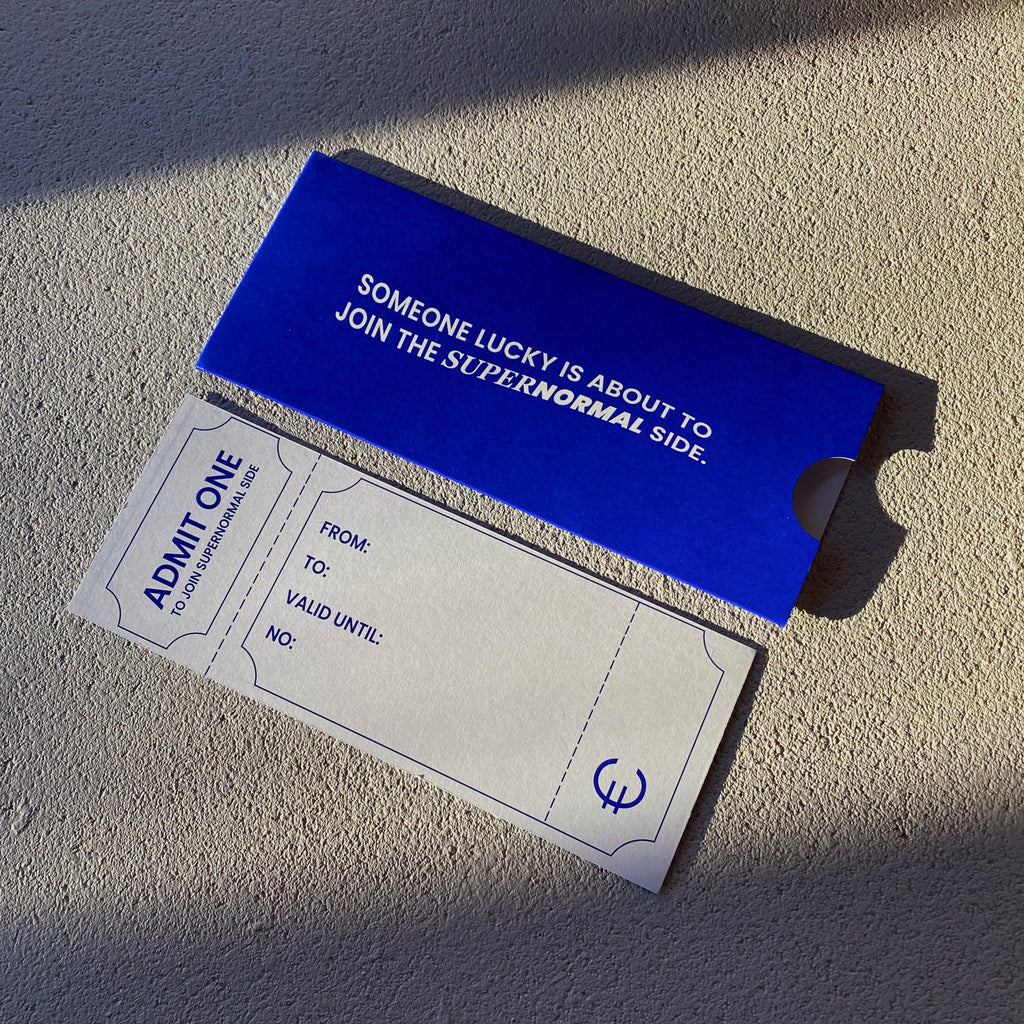 SOMEONE LUCKY IS ABOUT TO
JOIN THE SUPERNORMAL SIDE.
ADMIT ONE
TO JOIN SUPERNORMAL SIDE
FROM:
TO:
VALID UNTIL:
NO: